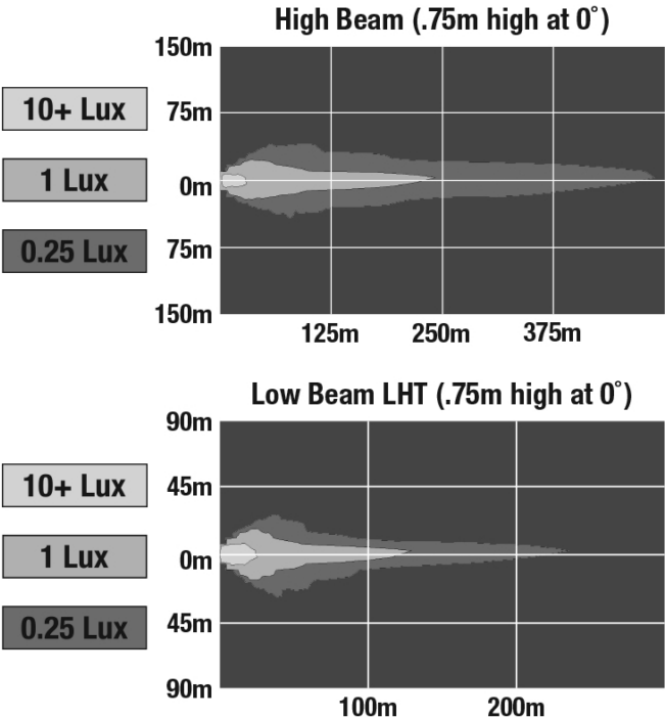 High Beam (.75m high at 0˚)
150m
10+ Lux
75m
1 Lux
0m
0.25 Lux
75m
150m
125m 250m 375m
Low Beam LHT (.75m high at 0˚)
90m
10+ Lux
45m
1 Lux
0m
0.25 Lux
45m
90m
100m 200m